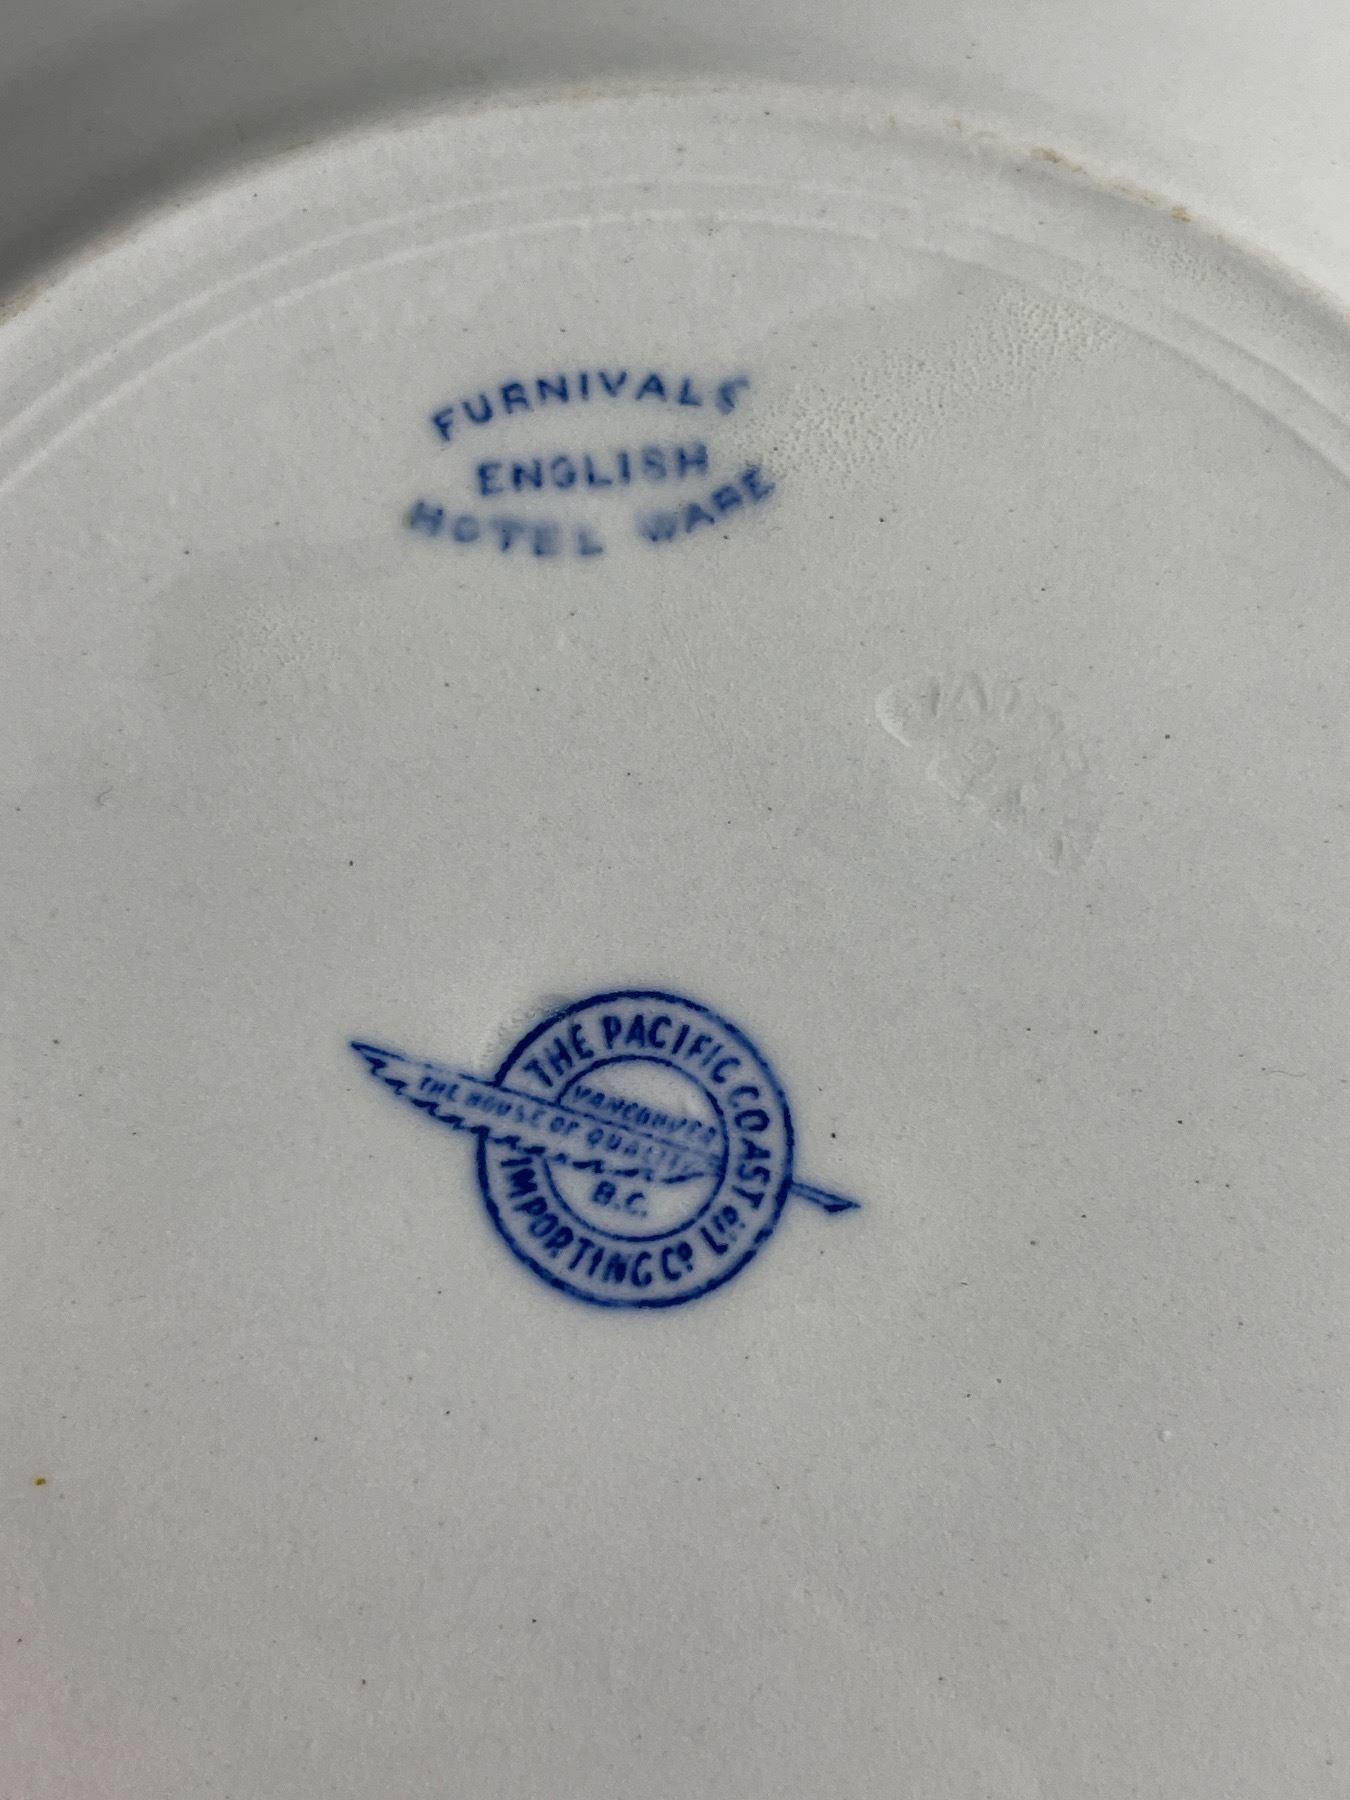 FURNIVALS
ENGLISH
HOTEL WARE
THE PACIFIC COAST
IMPORTING Co LTD
VANCOUVER
THE HOUSE OF QUALITY
B.C.